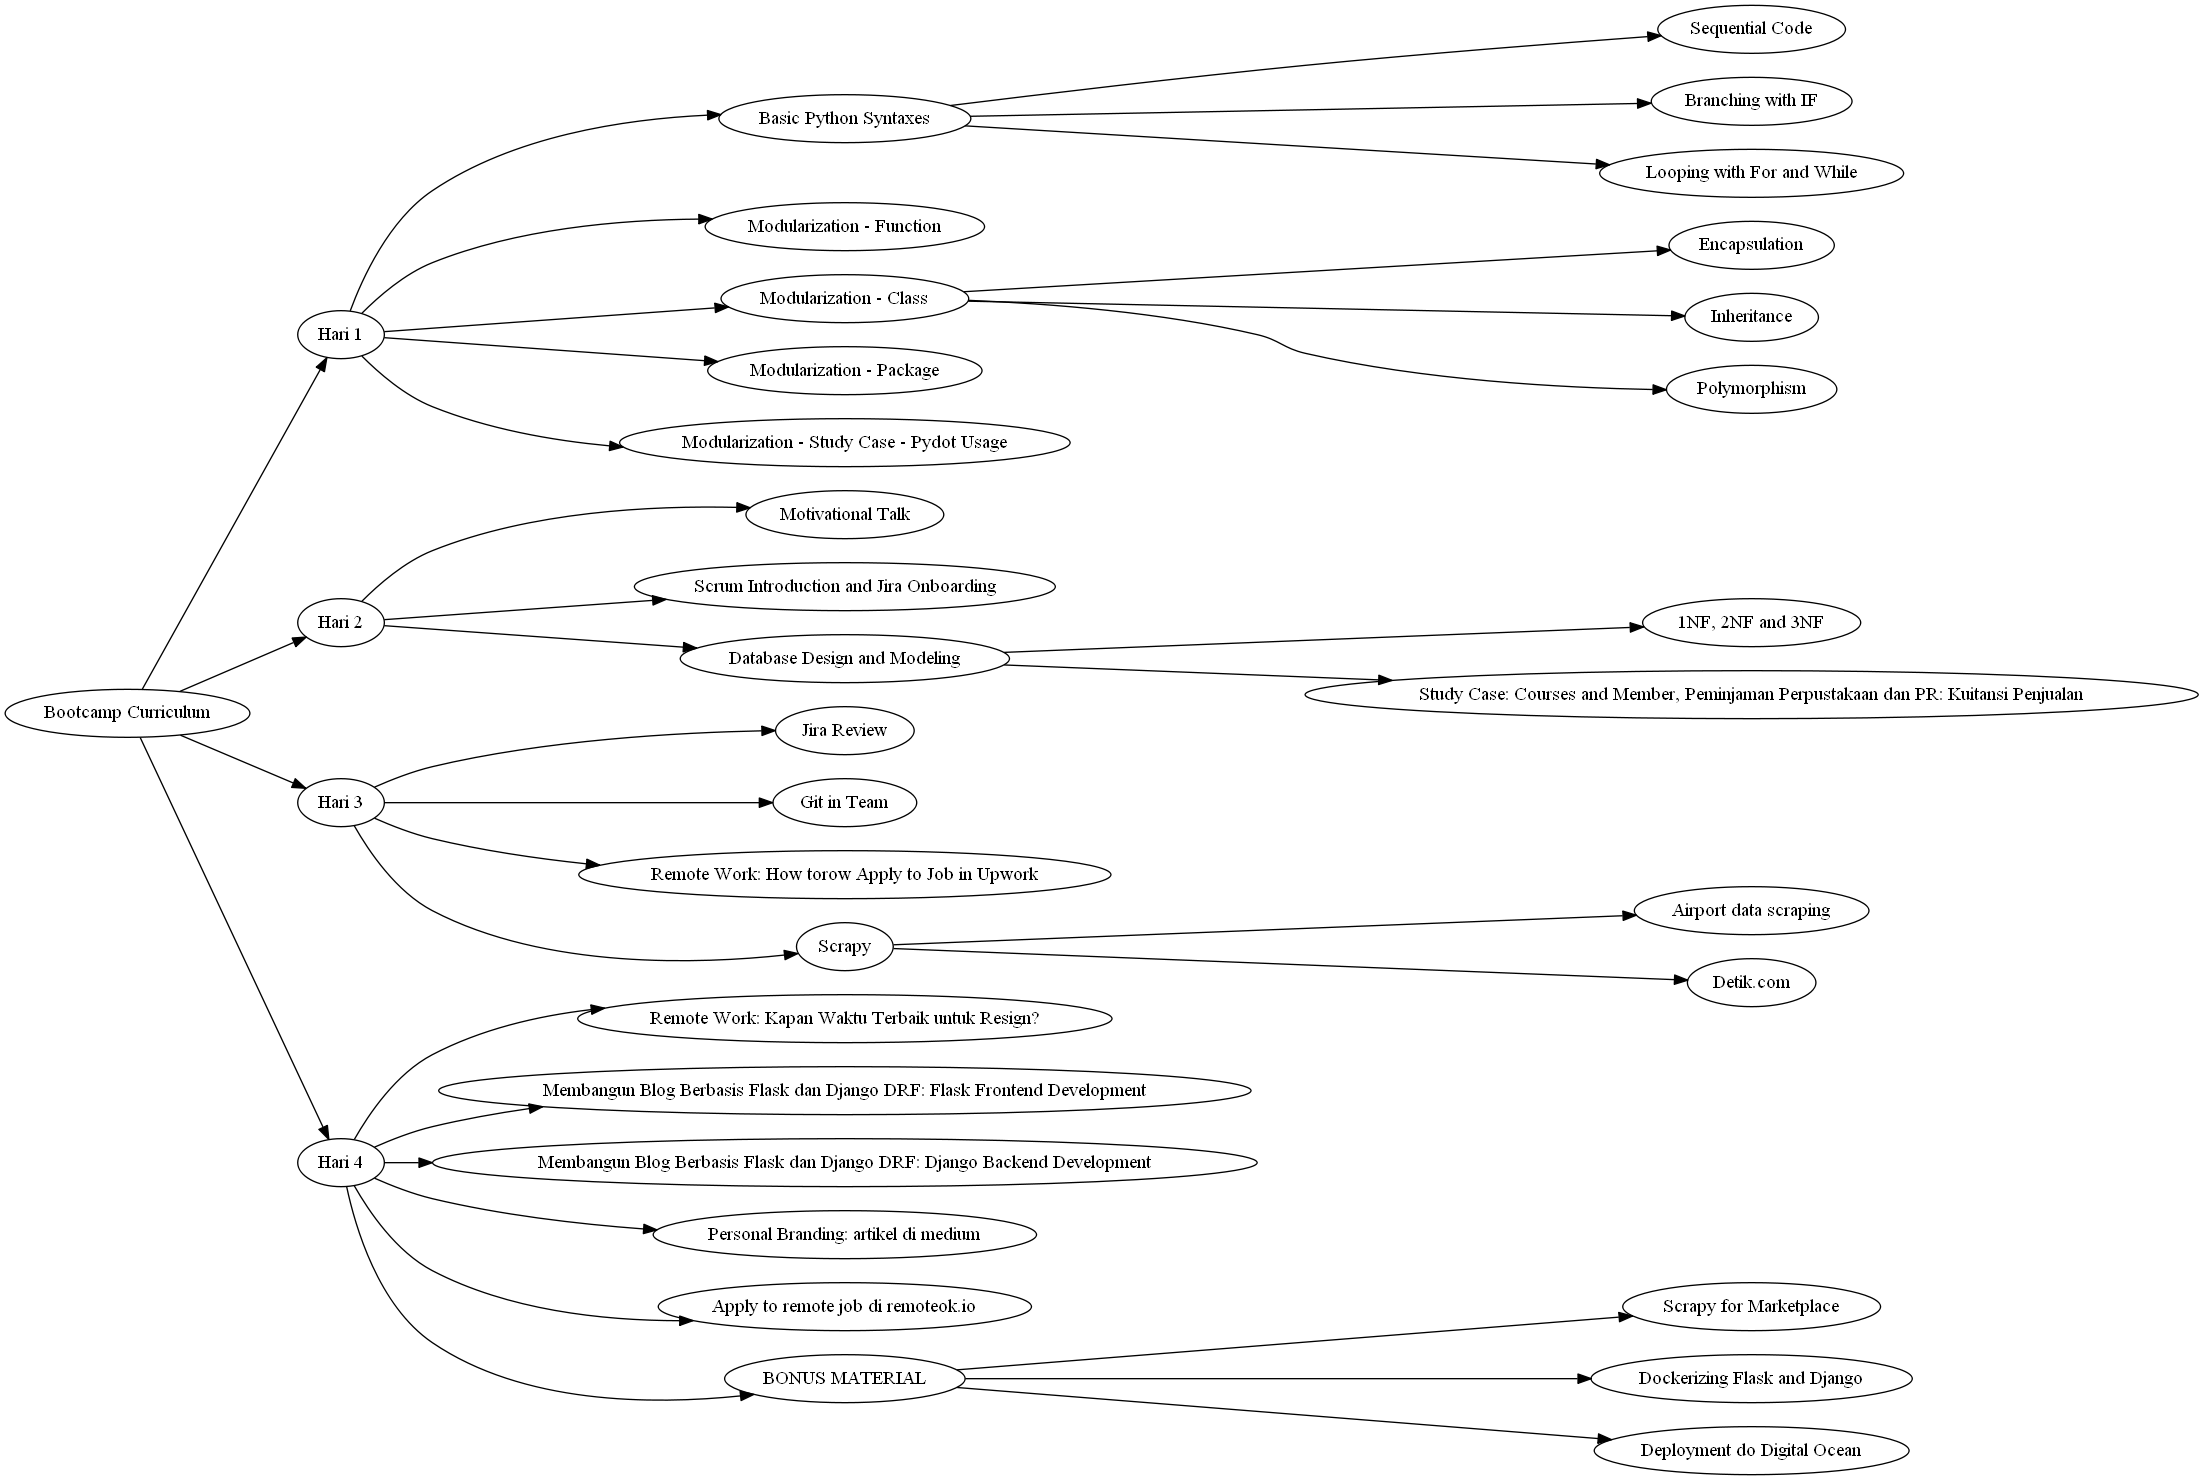 Bootcamp Curriculum
Hari 1
Basic Python Syntaxes
Sequential Code
Branching with IF
Looping with For and While
Modularization - Function
Modularization - Class
Encapsulation
Inheritance
Polymorphism
Modularization - Package
Modularization - Study Case - Pydot Usage
Hari 2
Motivational Talk
Scrum Introduction and Jira Onboarding
Database Design and Modeling
1NF, 2NF and 3NF
Study Case: Courses and Member, Peminjaman Perpustakaan dan PR: Kuitansi Penjualan
Hari 3
Jira Review
Git in Team
Remote Work: How torow Apply to Job in Upwork
Scrapy
Airport data scraping
Detik.com
Hari 4
Remote Work: Kapan Waktu Terbaik untuk Resign?
Membangun Blog Berbasis Flask dan Django DRF: Flask Frontend Development
Membangun Blog Berbasis Flask dan Django DRF: Django Backend Development
Personal Branding: artikel di medium
Apply to remote job di remoteok.io
BONUS MATERIAL
Scrapy for Marketplace
Dockerizing Flask and Django
Deployment do Digital Ocean